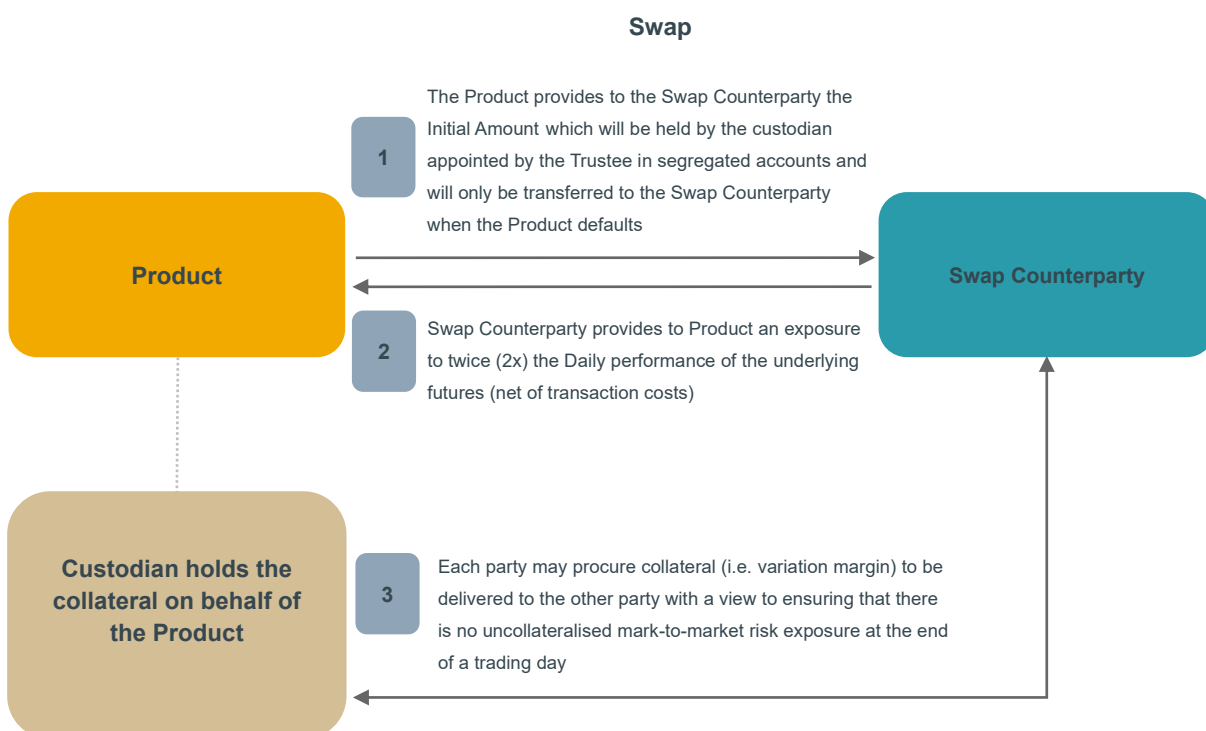 Swap
The Product provides to the Swap Counterparty the
Initial Amount which will be held by the custodian
appointed by the Trustee in segregated accounts and
will only be transferred to the Swap Counterparty
when the Product defaults
1
Product
Swap Counterparty
2
Swap Counterparty provides to Product an exposure
to twice (2x) the Daily performance of the underlying
futures (net of transaction costs)
Custodian holds the
collateral on behalf of
the Product
3
Each party may procure collateral (i.e. variation margin) to be
delivered to the other party with a view to ensuring that there
is no uncollateralised mark-to-market risk exposure at the end
of a trading day